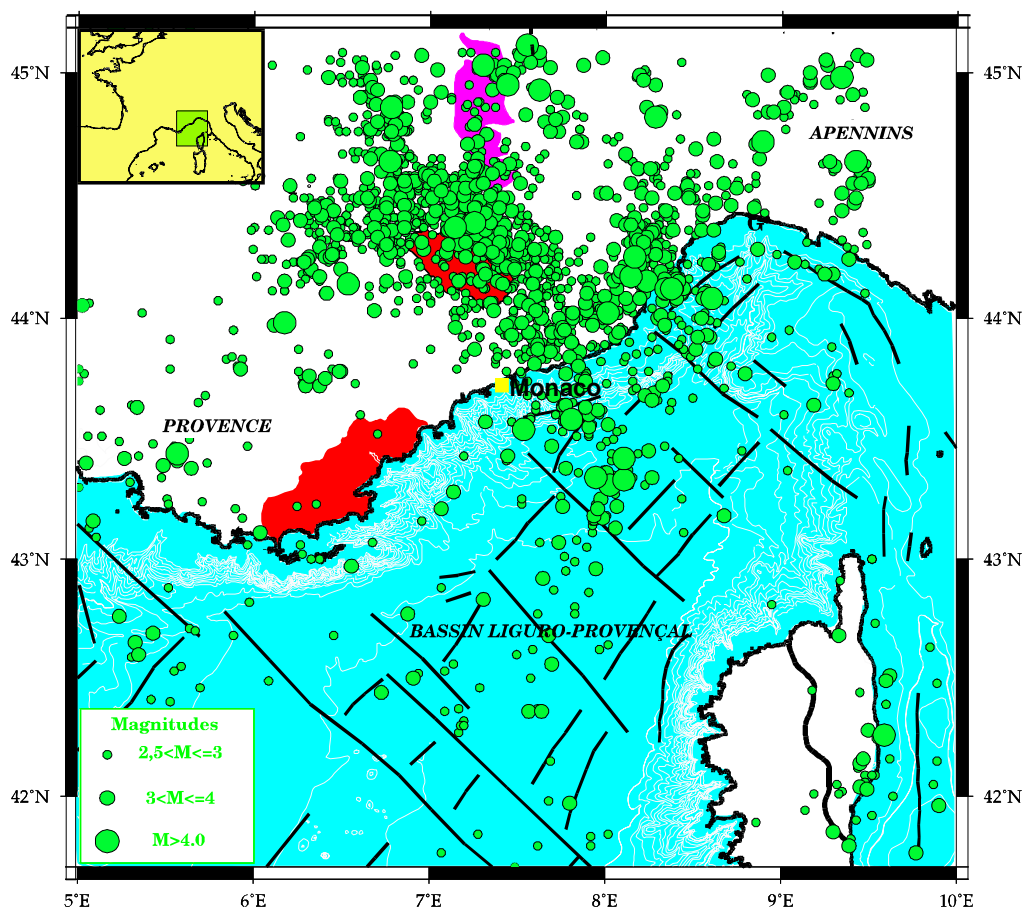 45°N
45°N
APENNINS
G
44°N
44°N
Monaco
PROVENCE
43°N
43°N
BASSIN LIGURO-PROVENÇAL
Magnitudes
2,5<M<=3
3<M<=4
M>4.0
42°N
42°N
5°E
6°E
7°E
8°E
9°E
10°E